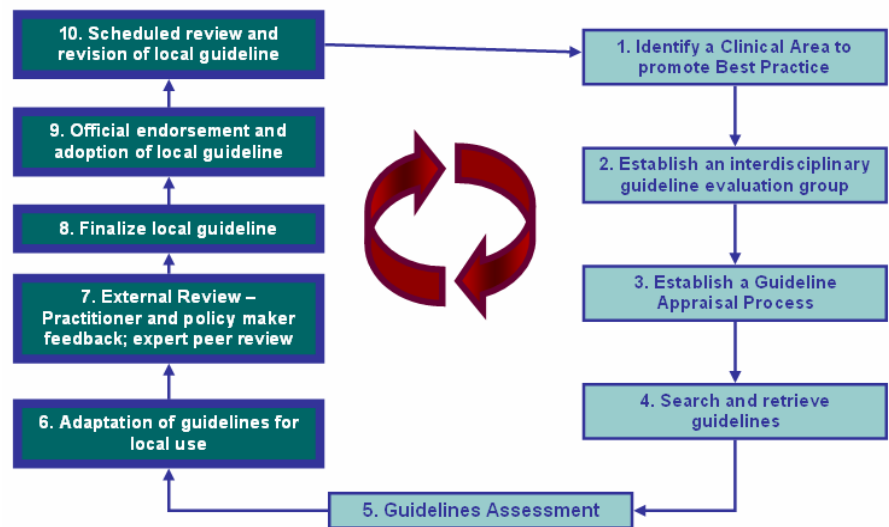 1. Identify a Clinical Area to
promote Best Practice
2. Establish an interdisciplinary
guideline evaluation group
3. Establish a Guideline
Appraisal Process
4. Search and retrieve
guidelines
5. Guidelines Assessment
6. Adaptation of guidelines for
local use
7. External Review –
Practitioner and policy maker
feedback; expert peer review
8. Finalize local guideline
9. Official endorsement and
adoption of local guideline
10. Scheduled review and
revision of local guideline